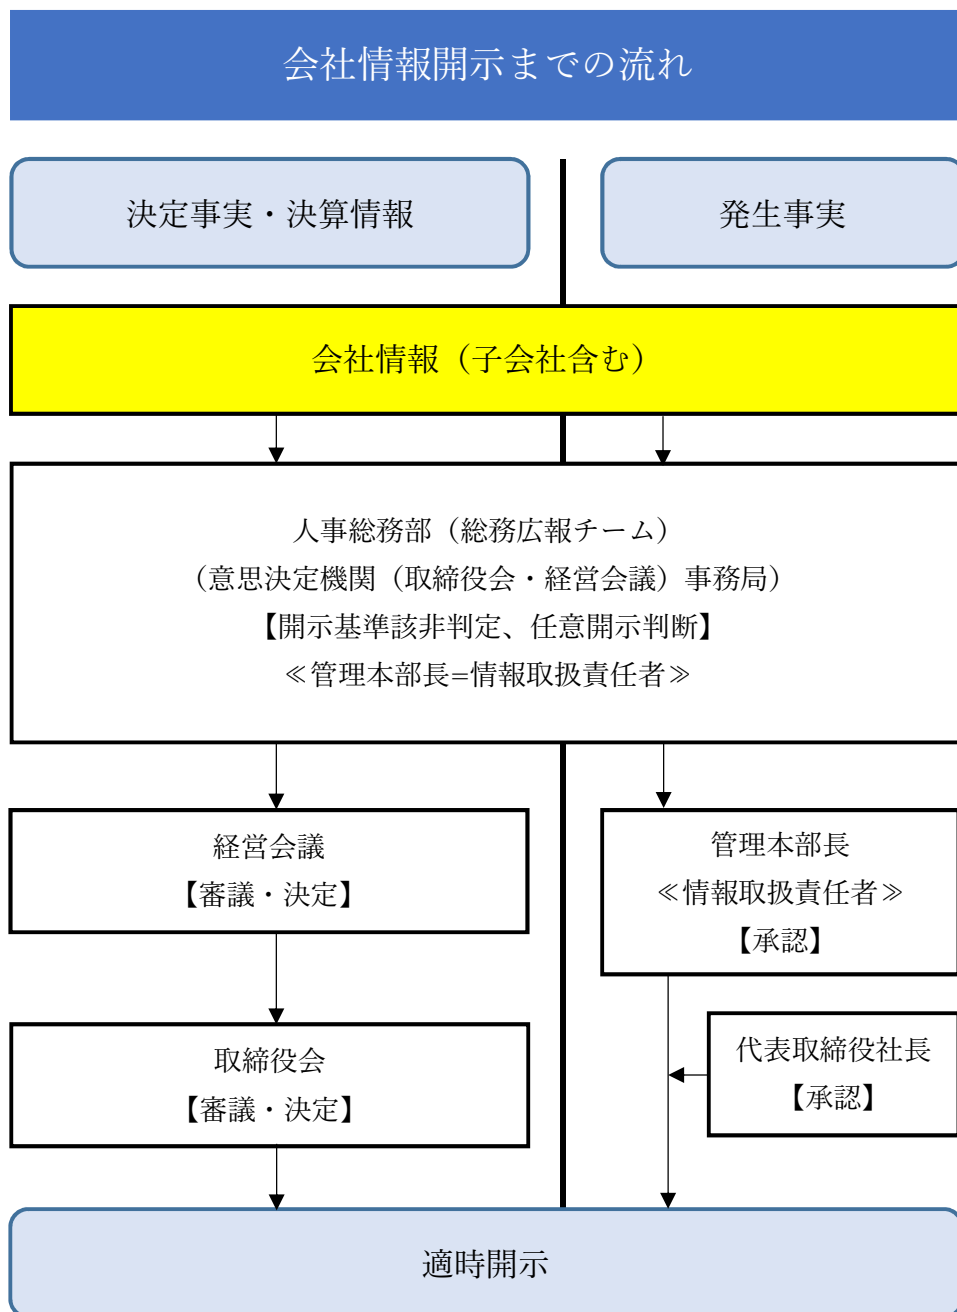 会社情報開示までの流れ
決定事実・決算情報
発生事実
会社情報（子会社含む）
人事総務部（総務広報チーム）
（意思決定機関（取締役会・経営会議）事務局）
【開示基準該非判定、任意開示判断】
≪管理本部長=情報取扱責任者≫
経営会議
【審議・決定】
管理本部長
≪情報取扱責任者≫
【承認】
取締役会
【審議・決定】
代表取締役社長
【承認】
適時開示